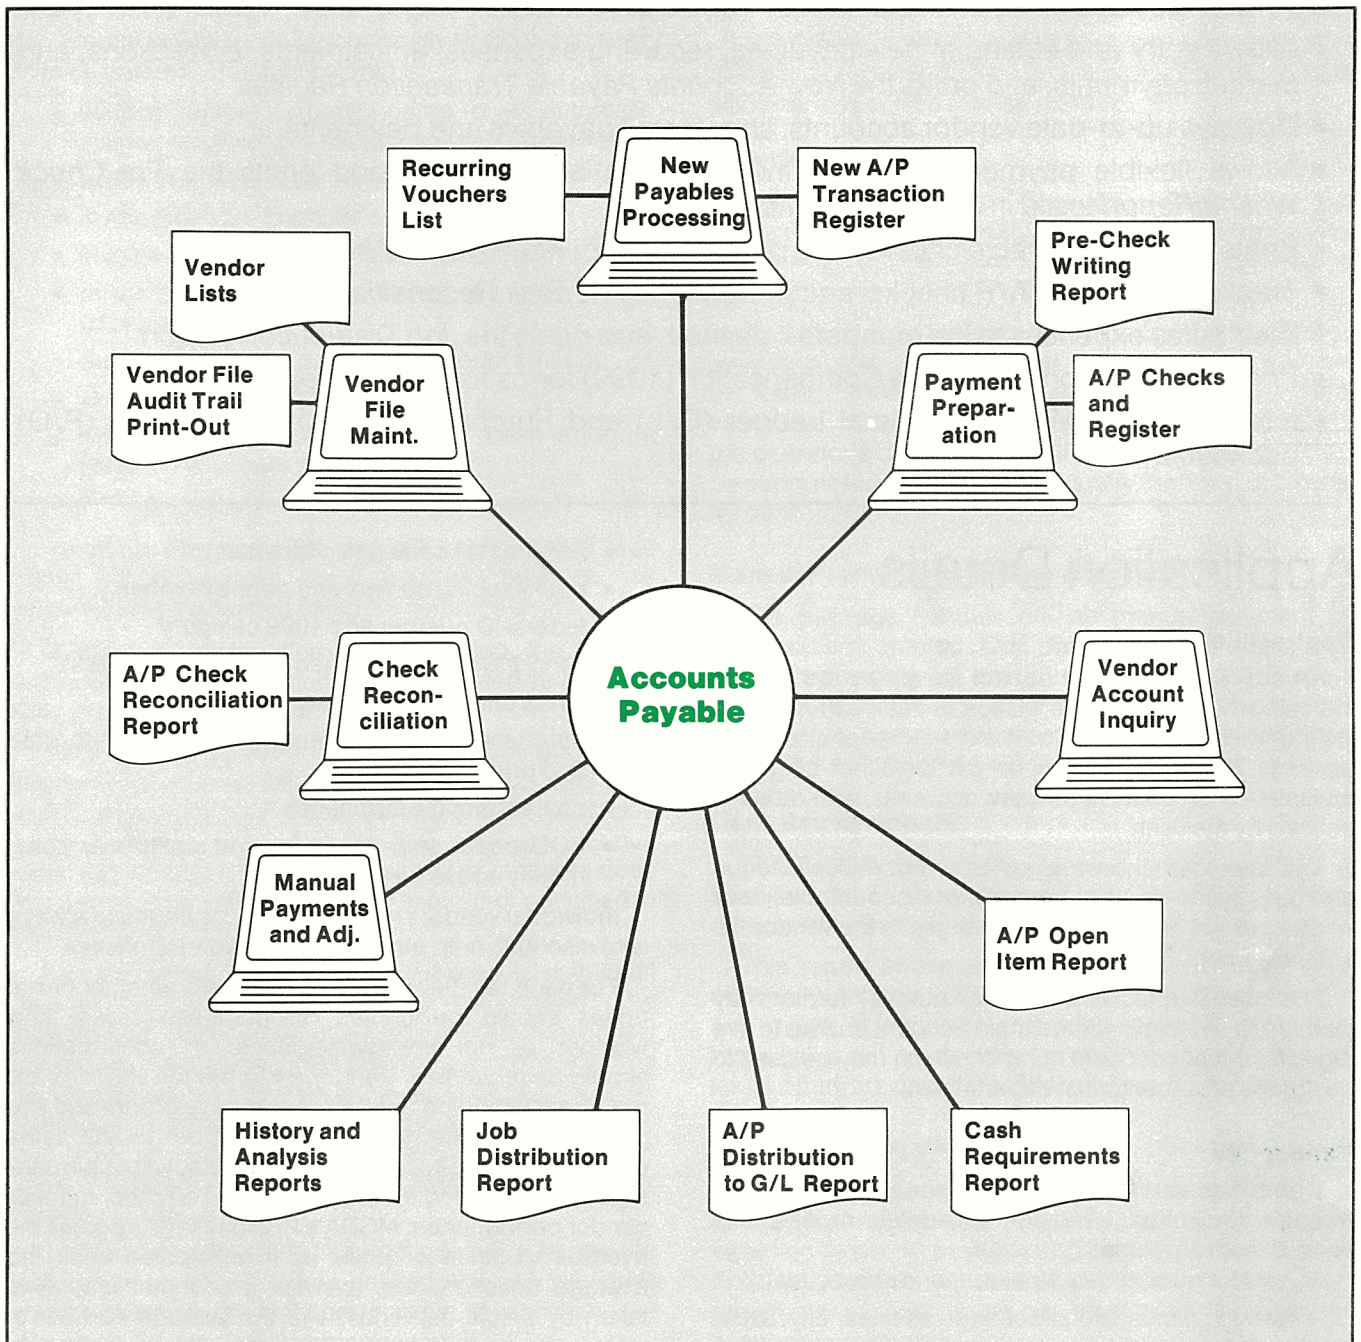 Recurring
Vouchers
List
New
Payables
Processing
New A/P
Transaction
Register
Pre-Check
Writing
Report
Vendor
Lists
Vendor File
Audit Trail
Print-Out
Vendor
File
Maint.
Payment
Prepar-
ation
A/P Checks
and
Register
A/P Check
Reconciliation
Report
Check
Recon-
ciliation
Accounts
Payable
Vendor
Account
Inquiry
Manual
Payments
and Adj.
A/P Open
Item Report
History and
Analysis
Reports
Job
Distribution
Report
A/P
Distribution
to G/L Report
Cash
Requirements
Report